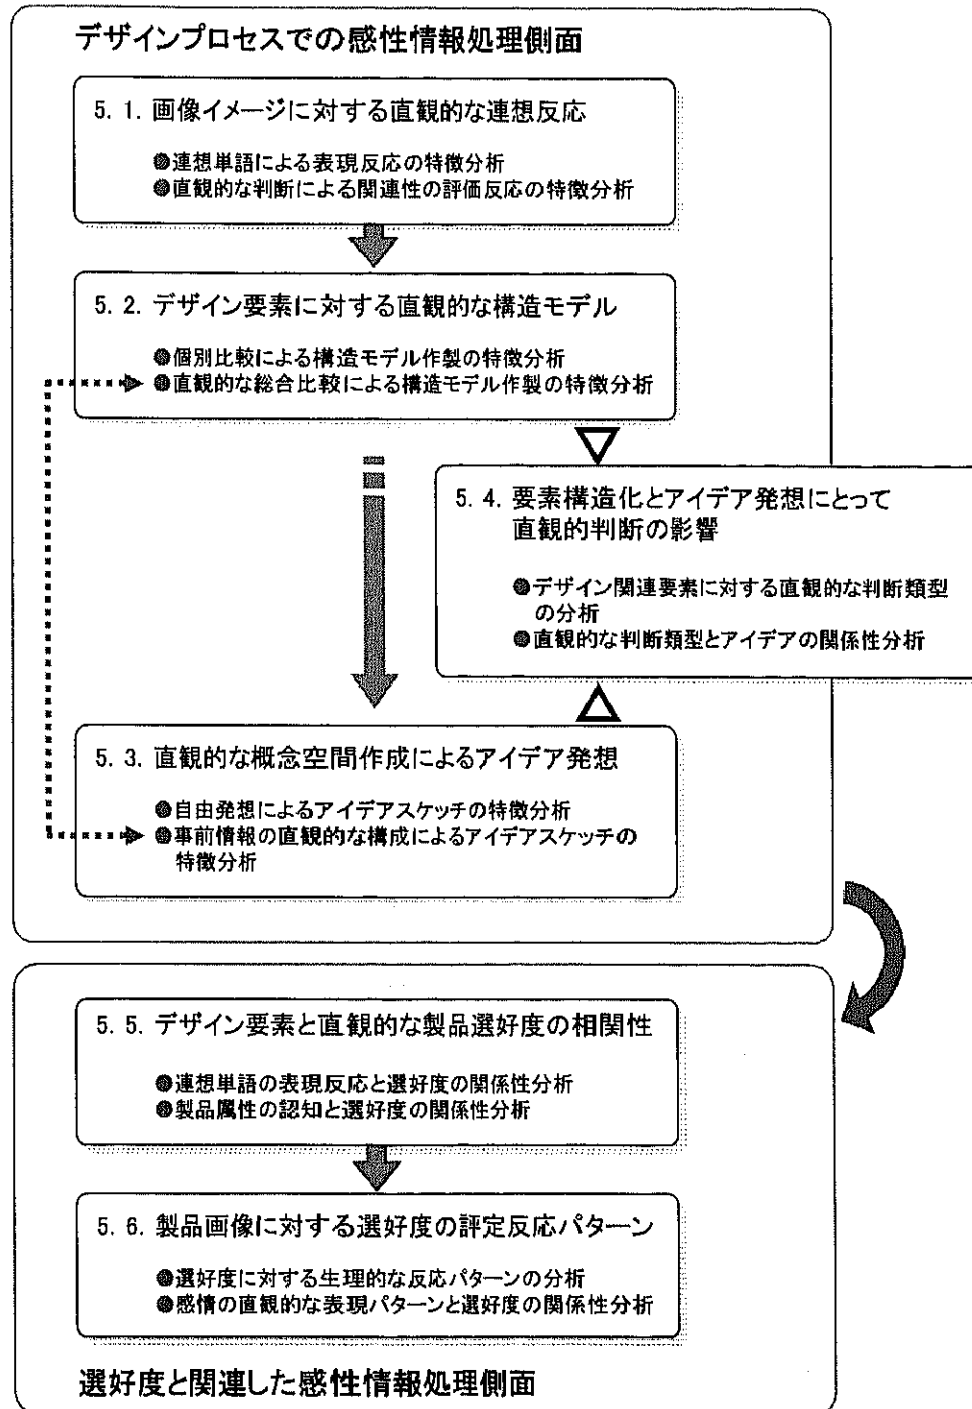 デザインプロセスでの感性情報処理側面
5. 1. 画像イメージに対する直観的な連想反応
●連想単語による表現反応の特徴分析
●直観的な判断による関連性の評価反応の特徴分析
5. 2. デザイン要素に対する直観的な構造モデル
●個別比較による構造モデル作製の特徴分析
●直観的な総合比較による構造モデル作製の特徴分析
5. 4. 要素構造化とアイデア発想にとって
直観的判断の影響
●デザイン関連要素に対する直観的な判断類型
の分析
●直観的な判断類型とアイデアの関係性分析
5. 3. 直観的な概念空間作成によるアイデア発想
●自由発想によるアイデアスケッチの特徴分析
●事前情報の直観的な構成によるアイデアスケッチの
特徴分析
5. 5. デザイン要素と直観的な製品選好度の相関性
●連想単語の表現反応と選好度の関係性分析
●製品属性の認知と選好度の関係性分析
5. 6. 製品画像に対する選好度の評定反応パターン
●選好度に対する生理的な反応パターンの分析
●感情の直観的な表現パターンと選好度の関係性分析
選好度と関連した感性情報処理側面